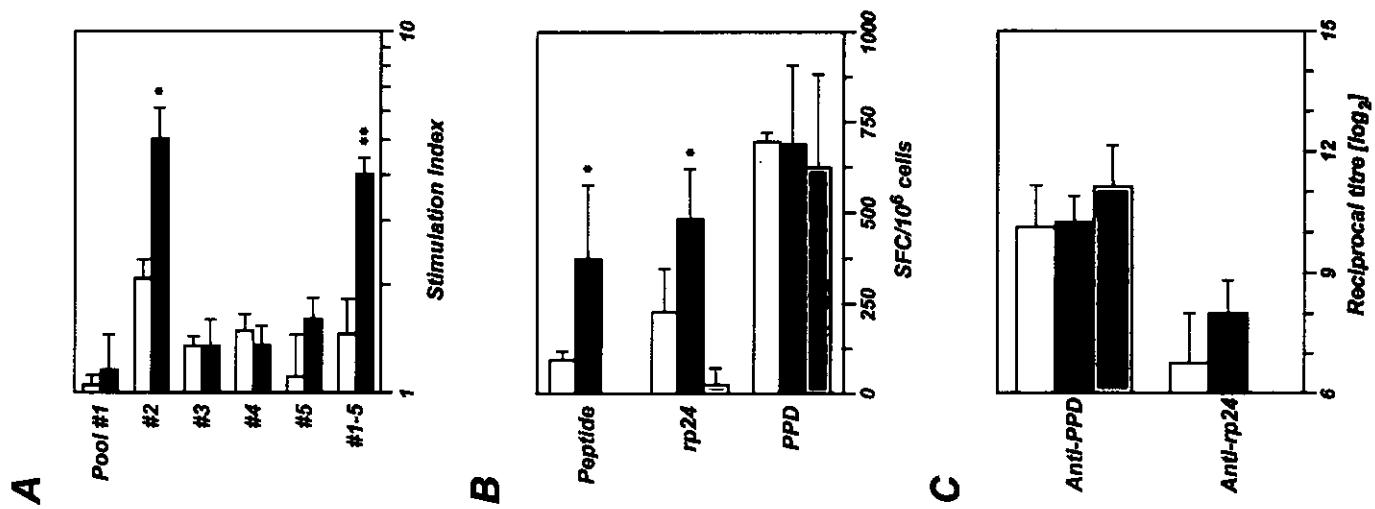 A
10
1
Stimulation Index
Pool #1
#2
#3
#4
#5
#1-5
*
**
B
1000
750
500
250
0
SFC/10⁶ cells
Peptide
rp24
PPD
*
*
C
15
12
9
6
Reciprocal titre [log₂]
Anti-PPD
Anti-rp24